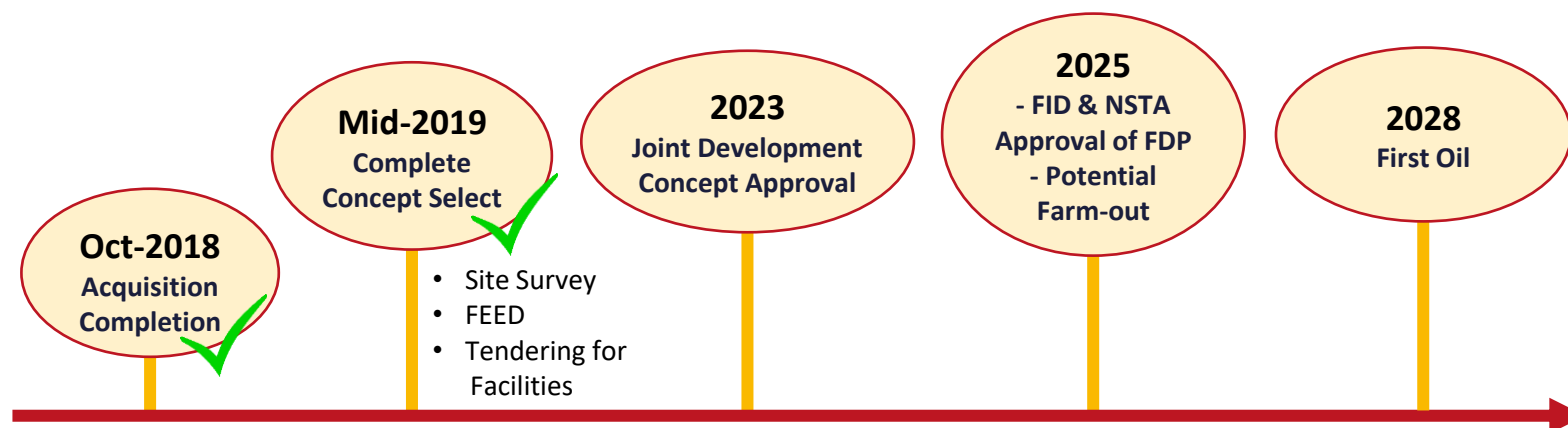 Oct-2018
Acquisition
Completion
Mid-2019
Complete
Concept Select
• Site Survey
• FEED
• Tendering for
Facilities
2023
Joint Development
Concept Approval
2025
- FID & NSTA
Approval of FDP
- Potential
Farm-out
2028
First Oil